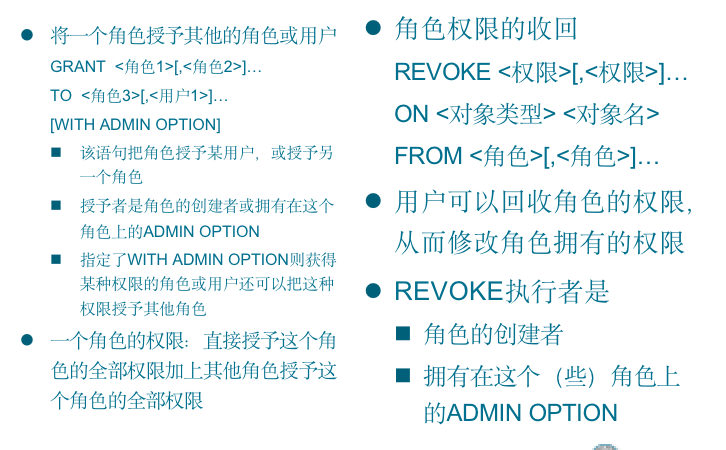 将一个角色授予其他的角色或用户
GRANT <角色1>[,<角色2>]…
TO <角色3>[,<用户1>]…
[WITH ADMIN OPTION]
该语句把角色授予某用户，或授予另
一个角色
授予者是角色的创建者或拥有在这个
角色上的ADMIN OPTION
指定了WITH ADMIN OPTION则获得
某种权限的角色或用户还可以把这种
权限授予其他角色
一个角色的权限：直接授予这个角
色的全部权限加上其他角色授予这
个角色的全部权限
角色权限的收回
REVOKE <权限>[,<权限>]…
ON <对象类型> <对象名>
FROM <角色>[,<角色>]…
用户可以回收角色的权限，
从而修改角色拥有的权限
REVOKE执行者是
角色的创建者
拥有在这个（些）角色上
的ADMIN OPTION